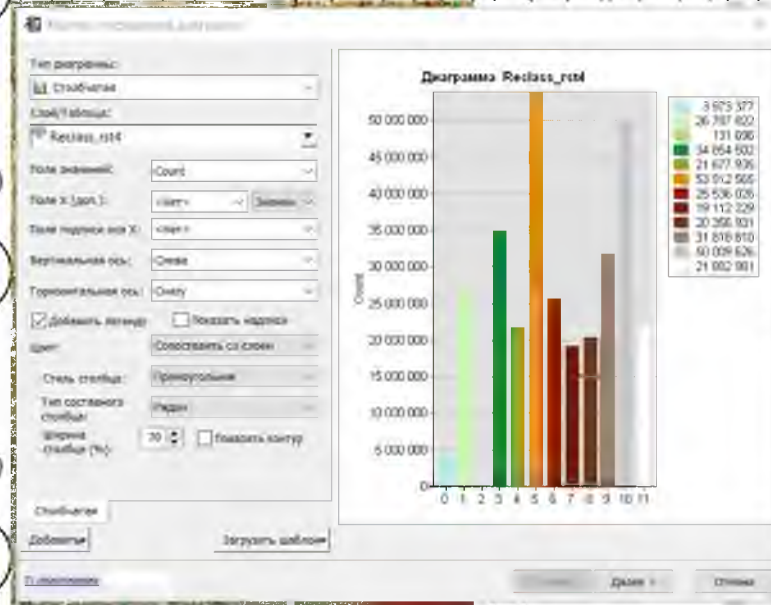 Тип диаграммы:
Столбчатая
Слой/Таблица:
Reclass_rst4
Поле значений:
Count
Поле X (доп.):
<нет>
Поле подписи оси X:
<нет>
Вертикальная ось:
Слева
Горизонтальная ось:
Снизу
Добавить легенду
Показать надписи
Цвет:
Сопоставить со слоем
Стиль столбца:
Прямоугольник
Тип составного столбца:
Рядом
Ширина столбца (%):
70
Показать контур
Столбчатая
Добавить
Загрузить шаблон
Диаграмма Reclass_rst4
50 000 000
45 000 000
40 000 000
35 000 000
30 000 000
25 000 000
20 000 000
15 000 000
10 000 000
5 000 000
0
Count
0 1 2 3 4 5 6 7 8 9 10 11
3 973 377
26 707 822
131 096
34 854 502
21 677 935
53 912 565
25 536 026
19 112 229
20 356 931
31 818 810
50 009 626
21 002 981
Далее >
Отмена